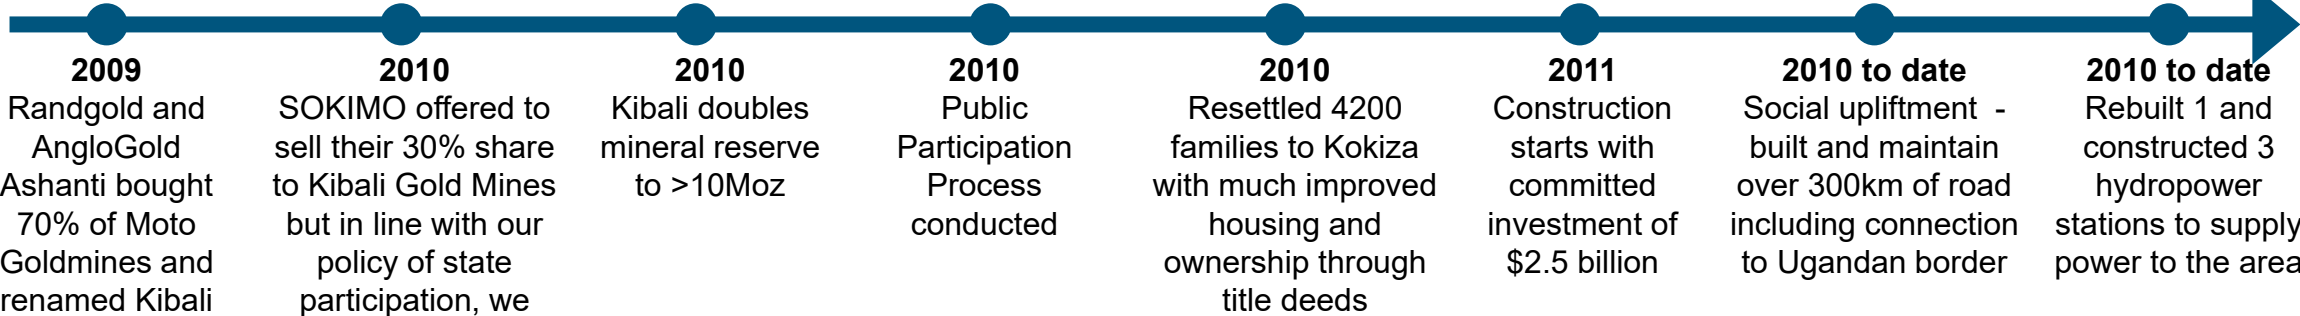 2009
Randgold and
AngloGold
Ashanti bought
70% of Moto
Goldmines and
renamed Kibali
2010
SOKIMO offered to
sell their 30% share
to Kibali Gold Mines
but in line with our
policy of state
participation, we
2010
Kibali doubles
mineral reserve
to >10Moz
2010
Public
Participation
Process
conducted
2010
Resettled 4200
families to Kokiza
with much improved
housing and
ownership through
title deeds
2011
Construction
starts with
committed
investment of
$2.5 billion
2010 to date
Social upliftment -
built and maintain
over 300km of road
including connection
to Ugandan border
2010 to date
Rebuilt 1 and
constructed 3
hydropower
stations to supply
power to the area